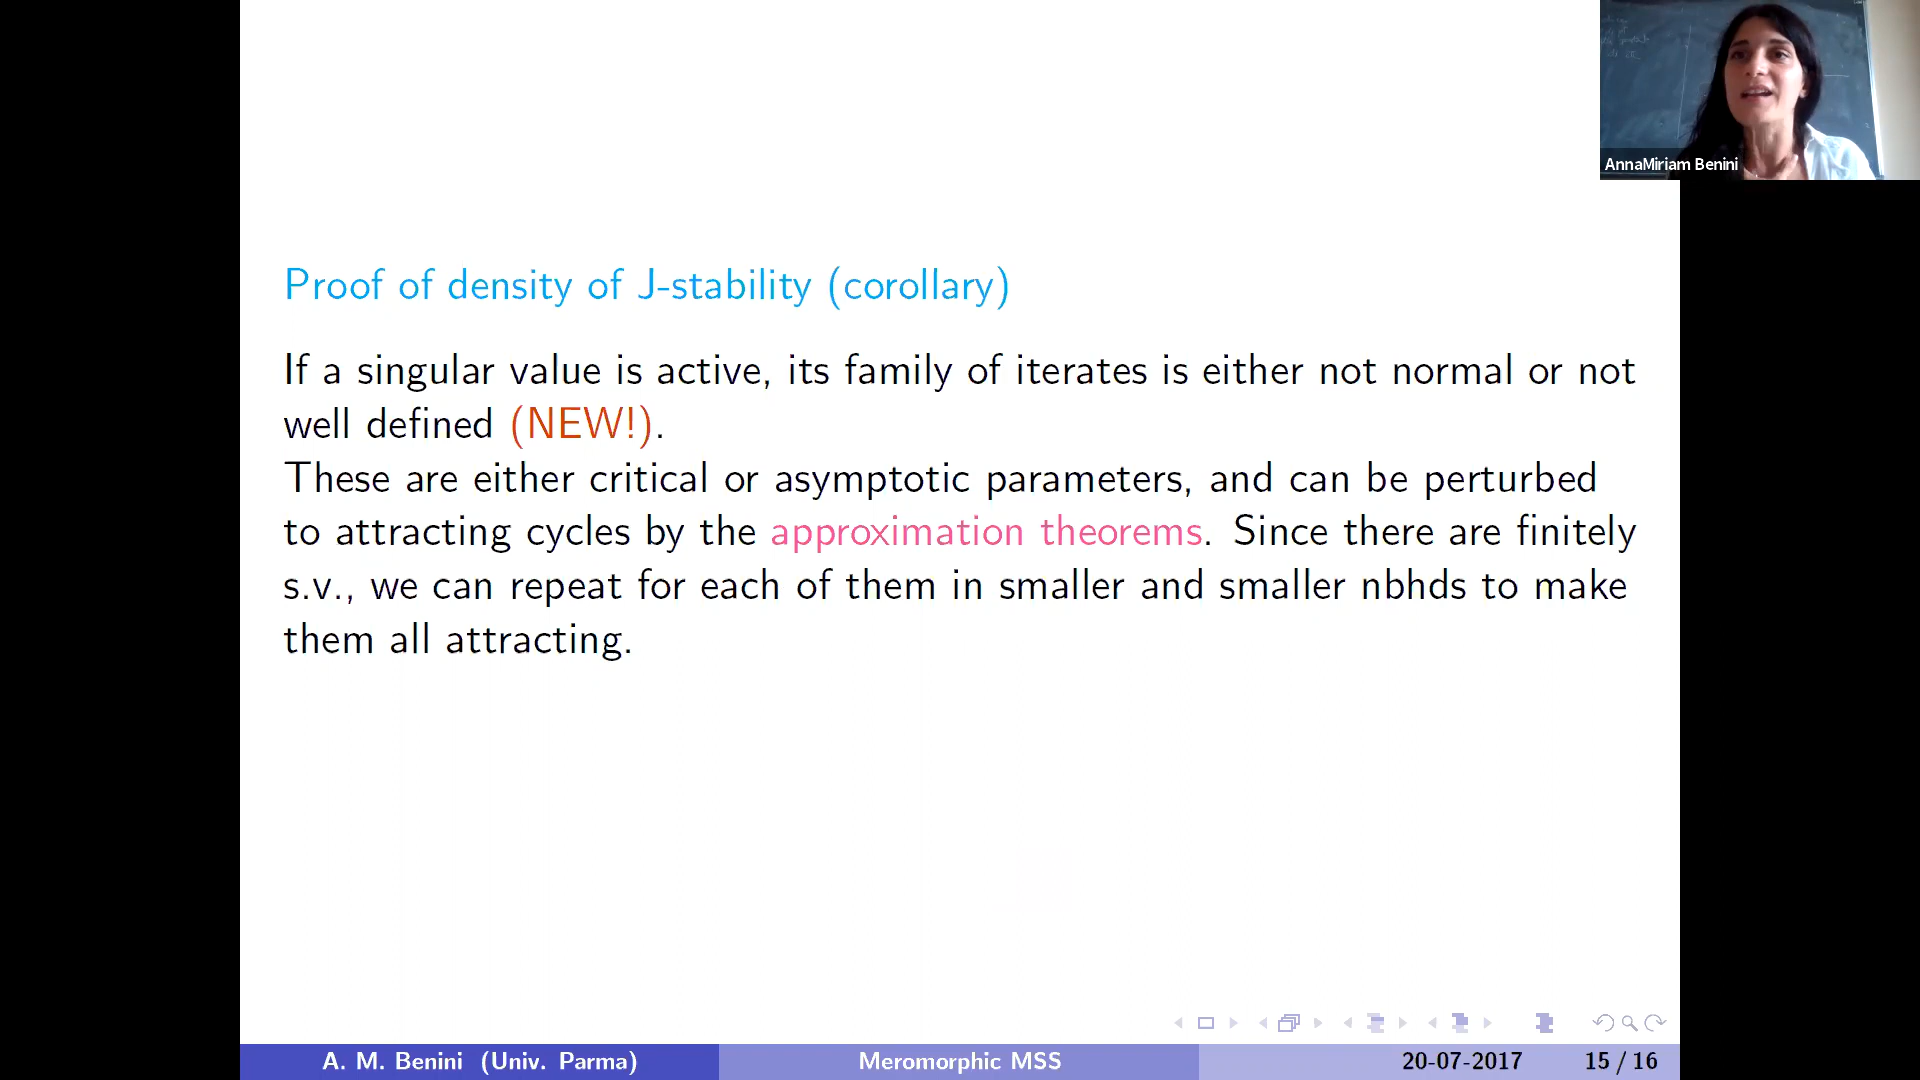 AnnaMiriam Benini
Proof of density of J-stability (corollary)
If a singular value is active, its family of iterates is either not normal or not
well defined (NEW!).
These are either critical or asymptotic parameters, and can be perturbed
to attracting cycles by the approximation theorems. Since there are finitely
s.v., we can repeat for each of them in smaller and smaller nbhds to make
them all attracting.
A. M. Benini (Univ. Parma)
Meromorphic MSS
20-07-2017
15 / 16